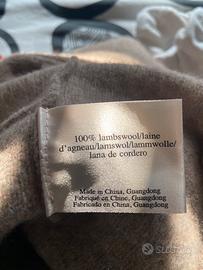 100% lambswool/laine
d'agneau/lamswol/lammwolle/
lana de cordero
Made in China, Guangdong
Fabriqué en Chine, Guangdong
Fabricado en China, Guangdong
SUBITO